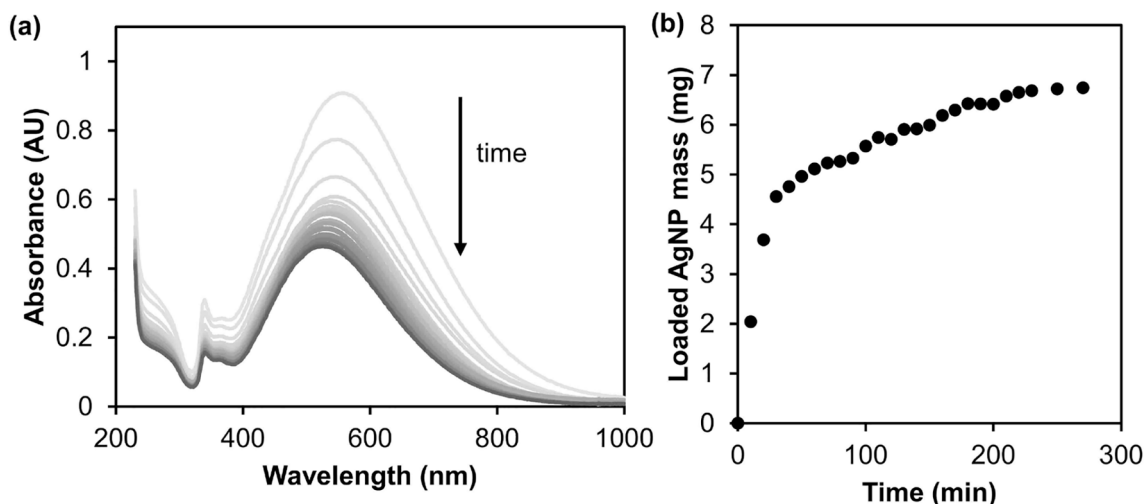 (a)
1
0.8
0.6
0.4
0.2
0
Absorbance (AU)
time
200 400 600 800 1000
Wavelength (nm)
(b)
8
7
6
5
4
3
2
1
0
Loaded AgNP mass (mg)
0 100 200 300
Time (min)